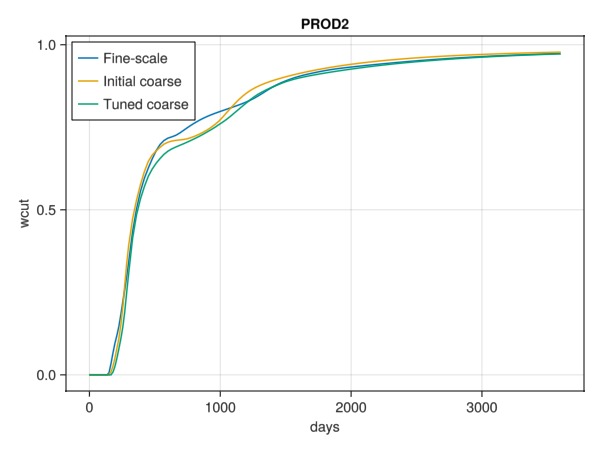 PROD2
Fine-scale
Initial coarse
Tuned coarse
1.0
0.5
0.0
wcut
0 1000 2000 3000
days